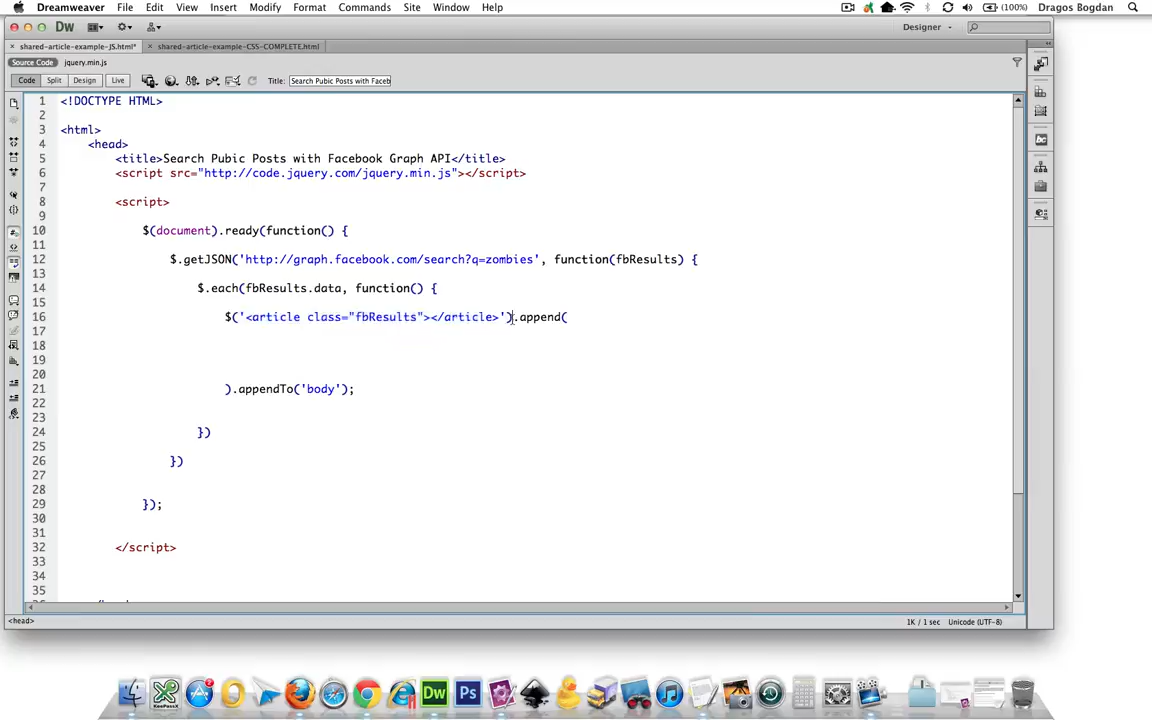 Dreamweaver File Edit View Insert Modify Format Commands Site Window Help (100%) Dragos Bogdan
Dw Designer
shared-article-example-JS.html* shared-article-example-CSS-COMPLETE.html
Source Code jquery.min.js
Code Split Design Live Title: Search Pubic Posts with Faceb
1 <!DOCTYPE HTML>
2
3 <html>
4 <head>
5 <title>Search Pubic Posts with Facebook Graph API</title>
6 <script src="http://code.jquery.com/jquery.min.js"></script>
7
8 <script>
9
10 $(document).ready(function() {
11
12 $.getJSON('http://graph.facebook.com/search?q=zombies', function(fbResults) {
13
14 $.each(fbResults.data, function() {
15
16 $('<article class="fbResults"></article>').append(
17
18
19
20
21 ).appendTo('body');
22
23
24 })
25
26 })
27
28
29 });
30
31
32 </script>
33
34
35
<head> 1K / 1 sec Unicode (UTF-8)
KeePassX Dw Ps